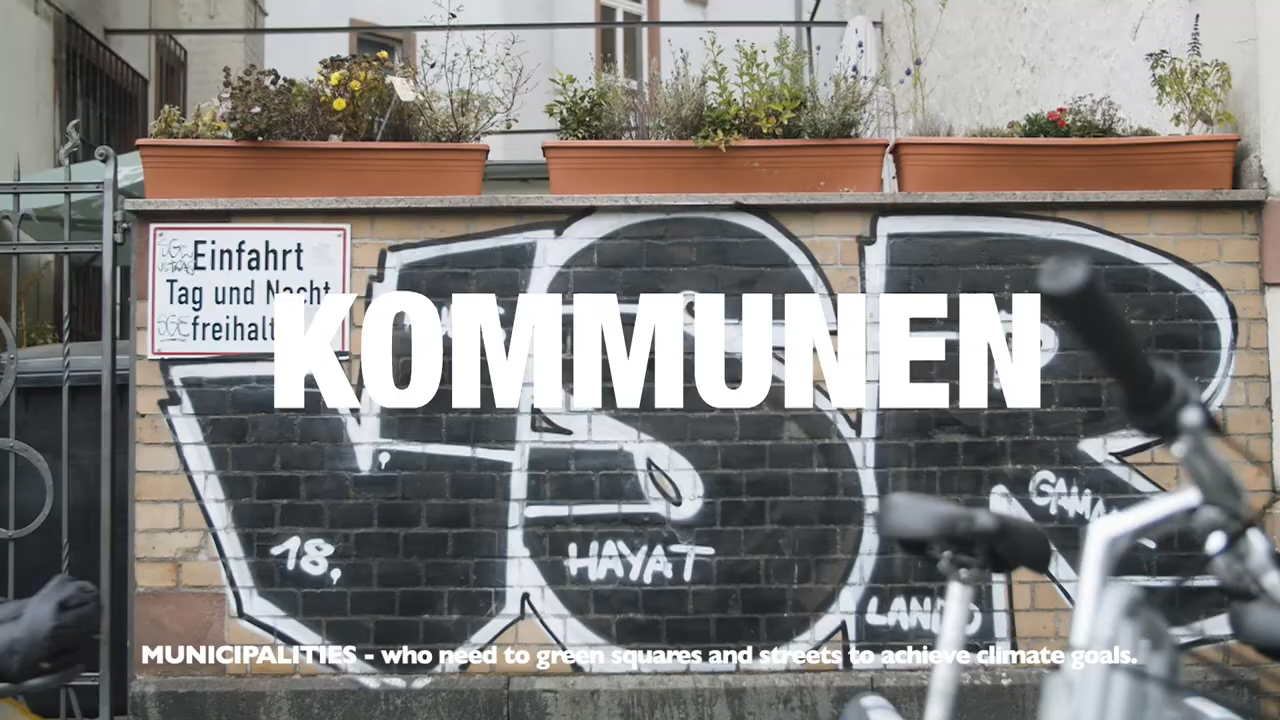 Einfahrt
Tag und Nacht
freihalt
KOMMUNEN
18,
HAYAT
LANDO
MUNICIPALITIES - who need to green squares and streets to achieve climate goals.